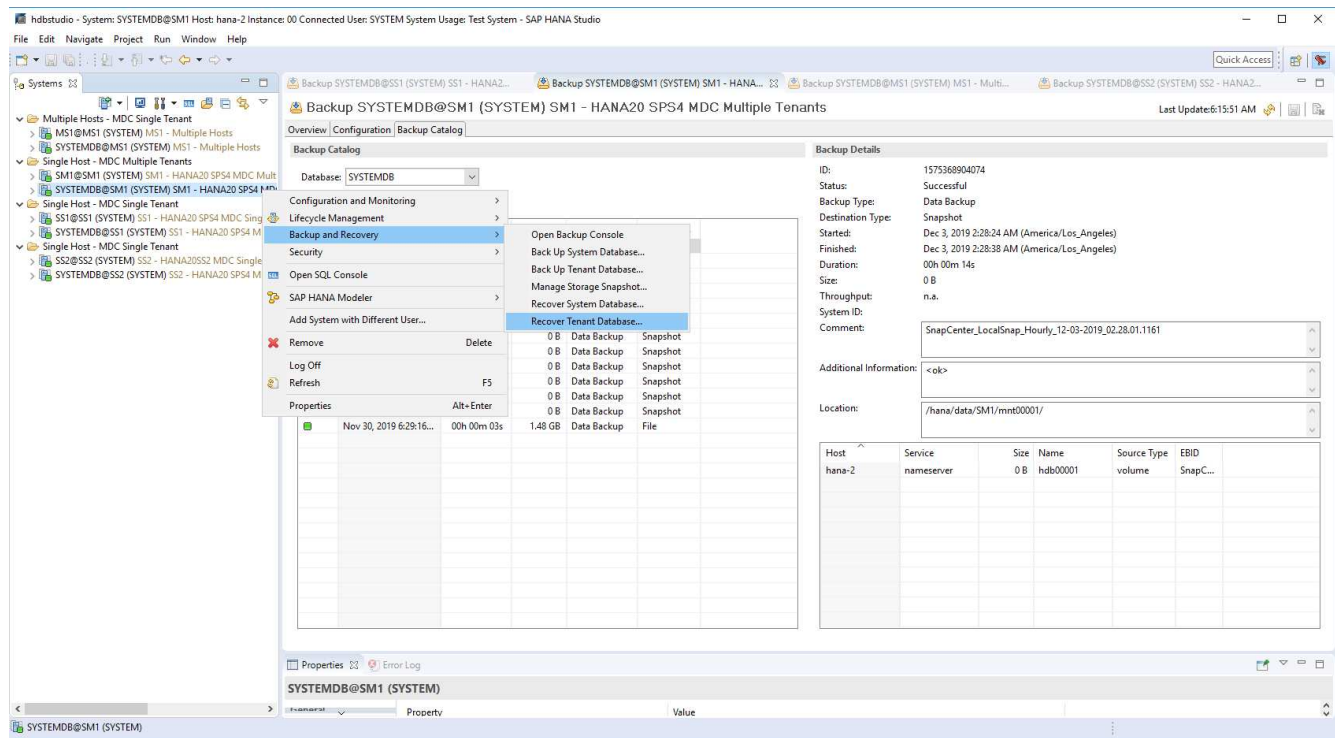 hdbstudio - System: SYSTEMDB@SM1 Host: hana-2 Instance: 00 Connected User: SYSTEM System Usage: Test System - SAP HANA Studio
File Edit Navigate Project Run Window Help
Quick Access
Systems
Backup SYSTEMDB@SS1 (SYSTEM) SS1 - HANA2...
Backup SYSTEMDB@SM1 (SYSTEM) SM1 - HANA...
Backup SYSTEMDB@MS1 (SYSTEM) MS1 - Multi...
Backup SYSTEMDB@SS2 (SYSTEM) SS2 - HANA2...
Multiple Hosts - MDC Single Tenant
MS1@MS1 (SYSTEM) MS1 - Multiple Hosts
SYSTEMDB@MS1 (SYSTEM) MS1 - Multiple Hosts
Single Host - MDC Multiple Tenants
SM1@SM1 (SYSTEM) SM1 - HANA20 SPS4 MDC Mult
SYSTEMDB@SM1 (SYSTEM) SM1 - HANA20 SPS4 MD
Single Host - MDC Single Tenant
SS1@SS1 (SYSTEM) SS1 - HANA20 SPS4 MDC Sing
SYSTEMDB@SS1 (SYSTEM) SS1 - HANA20 SPS4 M
Single Host - MDC Single Tenant
SS2@SS2 (SYSTEM) SS2 - HANA20SS2 MDC Single
SYSTEMDB@SS2 (SYSTEM) SS2 - HANA20 SPS4 M
Backup SYSTEMDB@SM1 (SYSTEM) SM1 - HANA20 SPS4 MDC Multiple Tenants
Last Update:6:15:51 AM
Overview Configuration Backup Catalog
Backup Catalog
Database: SYSTEMDB
Configuration and Monitoring
Lifecycle Management
Backup and Recovery
Security
Open SQL Console
SAP HANA Modeler
Add System with Different User...
Remove Delete
Log Off
Refresh F5
Properties Alt+Enter
Open Backup Console
Back Up System Database...
Back Up Tenant Database...
Manage Storage Snapshot...
Recover System Database...
Recover Tenant Database...
0 B Data Backup Snapshot
0 B Data Backup Snapshot
0 B Data Backup Snapshot
0 B Data Backup Snapshot
0 B Data Backup Snapshot
0 B Data Backup Snapshot
Nov 30, 2019 6:29:16... 00h 00m 03s 1.48 GB Data Backup File
Backup Details
ID: 1575368904074
Status: Successful
Backup Type: Data Backup
Destination Type: Snapshot
Started: Dec 3, 2019 2:28:24 AM (America/Los_Angeles)
Finished: Dec 3, 2019 2:28:38 AM (America/Los_Angeles)
Duration: 00h 00m 14s
Size: 0 B
Throughput: n.a.
System ID:
Comment: SnapCenter_LocalSnap_Hourly_12-03-2019_02.28.01.1161
Additional Information: <ok>
Location: /hana/data/SM1/mnt00001/
Host Service Size Name Source Type EBID
hana-2 nameserver 0 B hdb00001 volume SnapC...
Properties Error Log
SYSTEMDB@SM1 (SYSTEM)
General Property Value
SYSTEMDB@SM1 (SYSTEM)